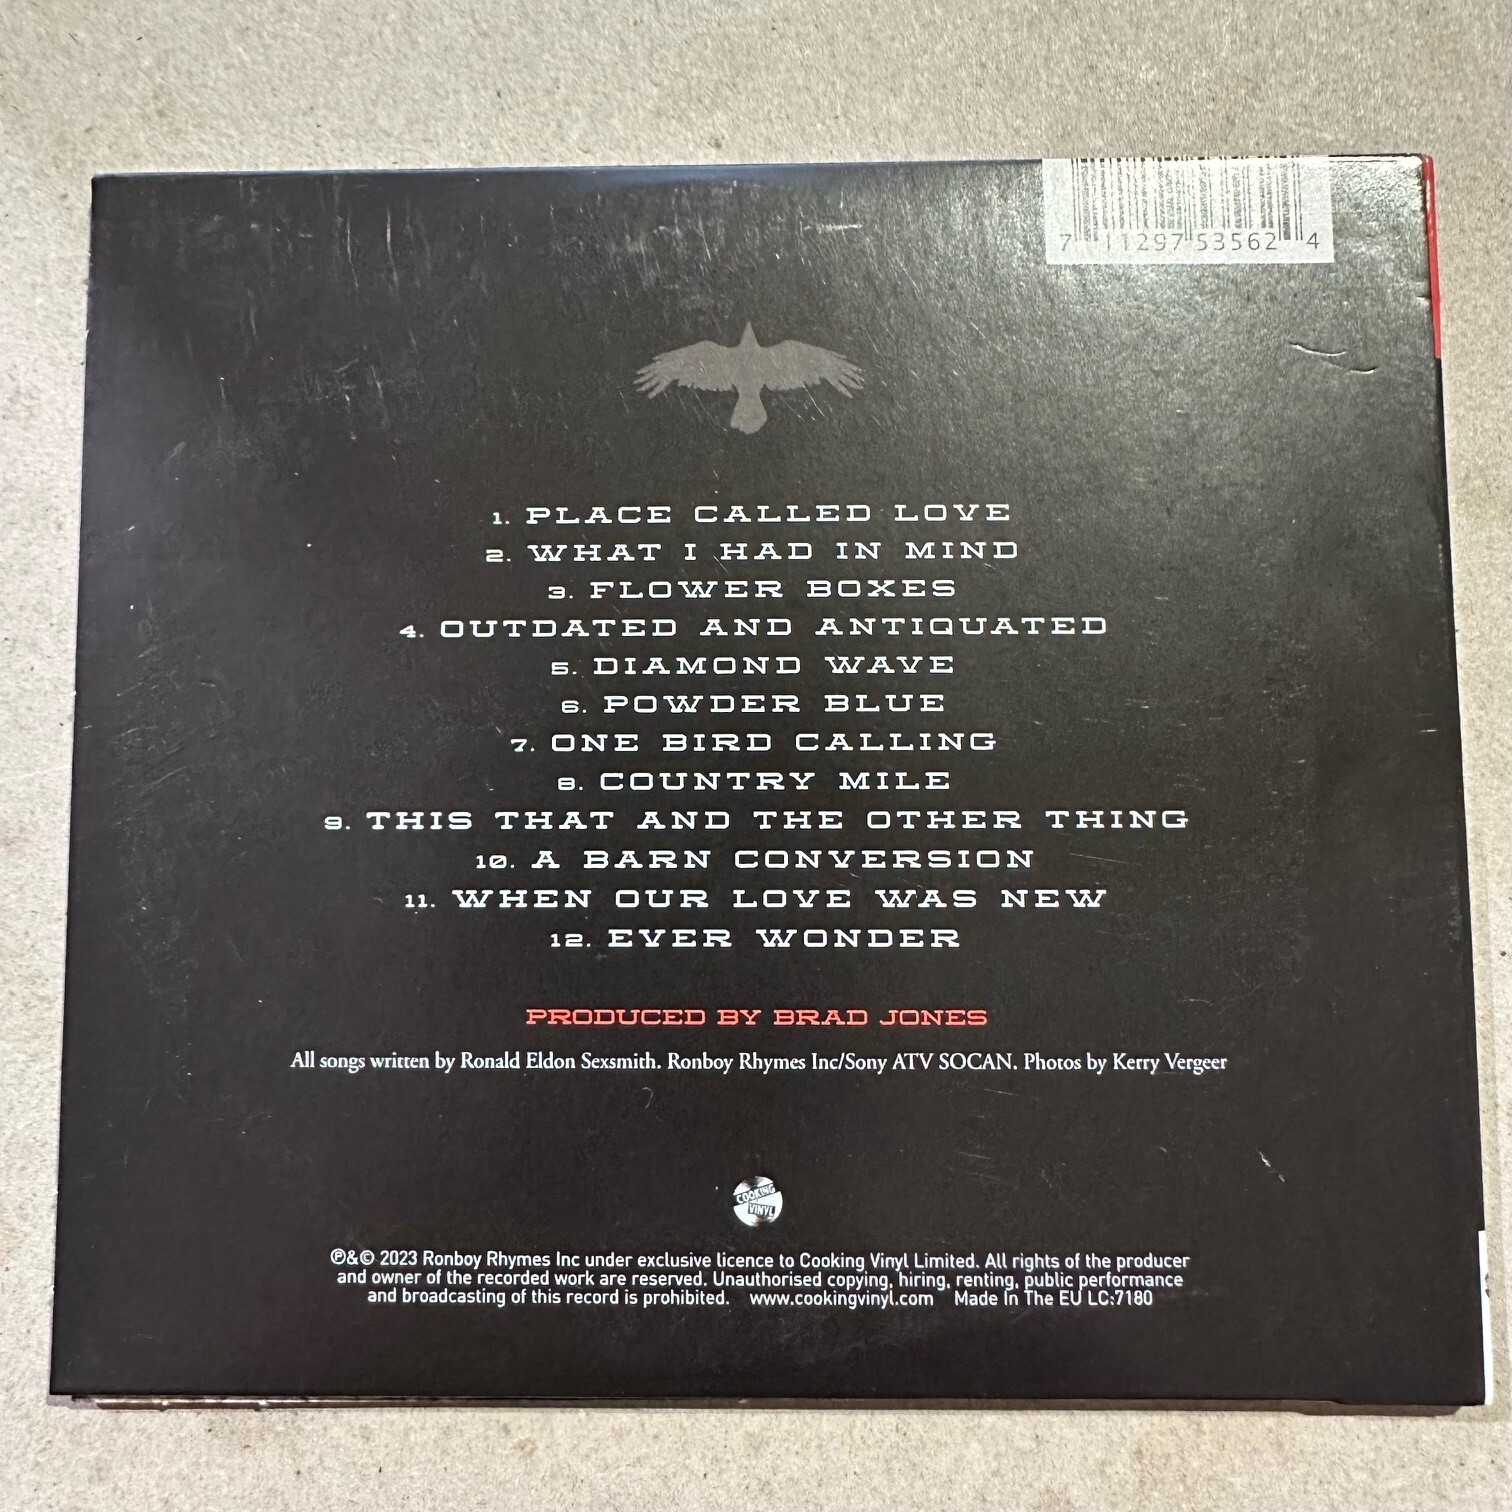 7 11297 53562 4
1. PLACE CALLED LOVE
2. WHAT I HAD IN MIND
3. FLOWER BOXES
4. OUTDATED AND ANTIQUATED
5. DIAMOND WAVE
6. POWDER BLUE
7. ONE BIRD CALLING
8. COUNTRY MILE
9. THIS THAT AND THE OTHER THING
10. A BARN CONVERSION
11. WHEN OUR LOVE WAS NEW
12. EVER WONDER
PRODUCED BY BRAD JONES
All songs written by Ronald Eldon Sexsmith. Ronboy Rhymes Inc/Sony ATV SOCAN. Photos by Kerry Vergeer
COOKING
VINYL
℗&© 2023 Ronboy Rhymes Inc under exclusive licence to Cooking Vinyl Limited. All rights of the producer
and owner of the recorded work are reserved. Unauthorised copying, hiring, renting, public performance
and broadcasting of this record is prohibited. www.cookingvinyl.com Made In The EU LC:7180